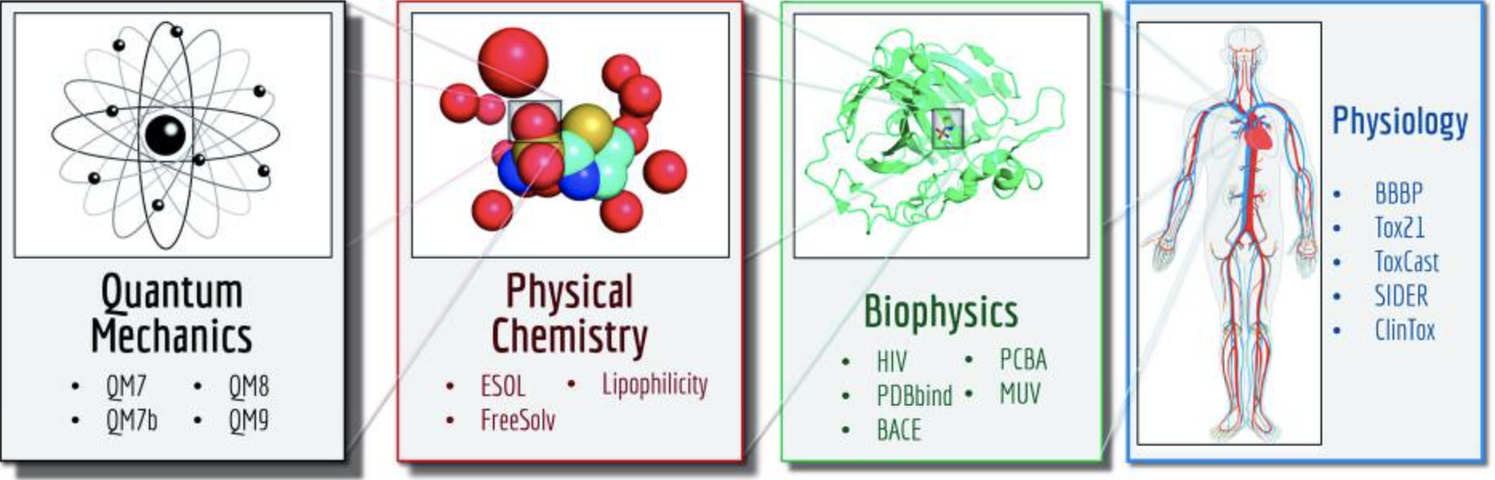 Quantum
Mechanics
• QM7 • QM8
• QM7b • QM9
Physical
Chemistry
• ESOL • Lipophilicity
• FreeSolv
Biophysics
• HIV • PCBA
• PDBbind • MUV
• BACE
Physiology
• BBBP
• Tox21
• ToxCast
• SIDER
• ClinTox